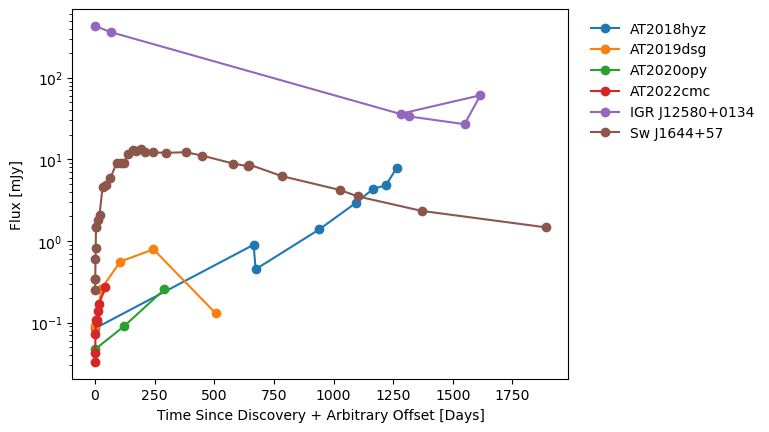 AT2018hyz
AT2019dsg
AT2020opy
AT2022cmc
IGR J12580+0134
Sw J1644+57
Flux [mJy]
10²
10¹
10⁰
10⁻¹
0 250 500 750 1000 1250 1500 1750
Time Since Discovery + Arbitrary Offset [Days]